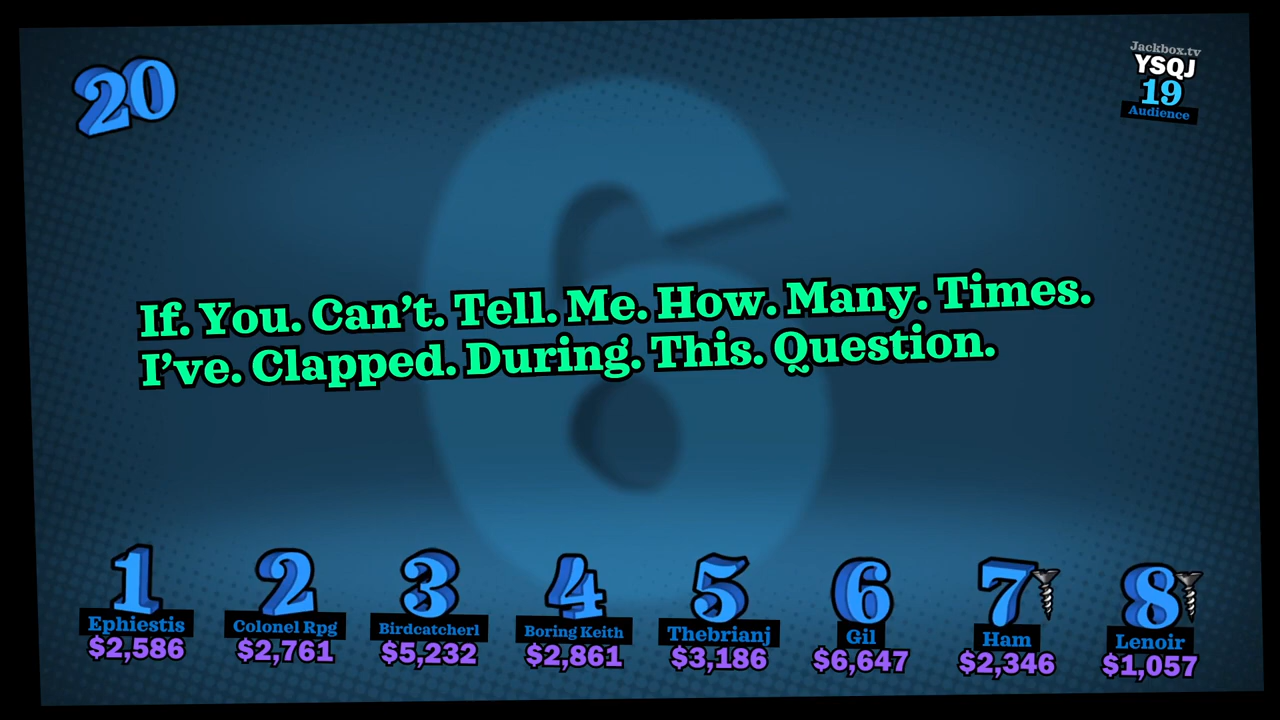 20
Jackbox.tv
YSQJ
19
Audience
6
If. You. Can't. Tell. Me. How. Many. Times.
I've. Clapped. During. This. Question.
1
Ephiestis
$2,586
2
Colonel Rpg
$2,761
3
Birdcatcherl
$5,232
4
Boring Keith
$2,861
5
Thebrianj
$3,186
6
Gil
$6,647
7
Ham
$2,346
8
Lenoir
$1,057